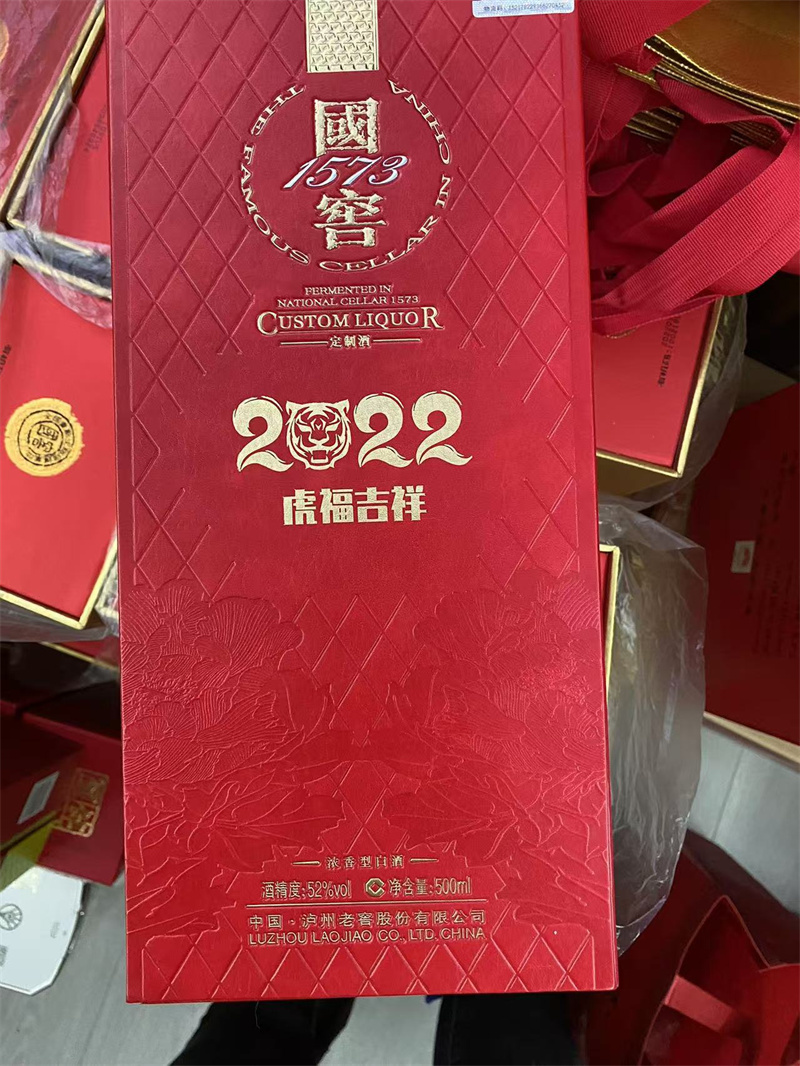 國
1573
窖
THE FAMOUS CELLAR IN CHINA
FERMENTED IN
NATIONAL CELLAR 1573
CUSTOM LIQUOR
定制酒
2022
虎福吉祥
浓香型白酒
酒精度:52%vol 净含量:500ml
中国·泸州老窖股份有限公司
LUZHOU LAOJIAO CO.,LTD. CHINA